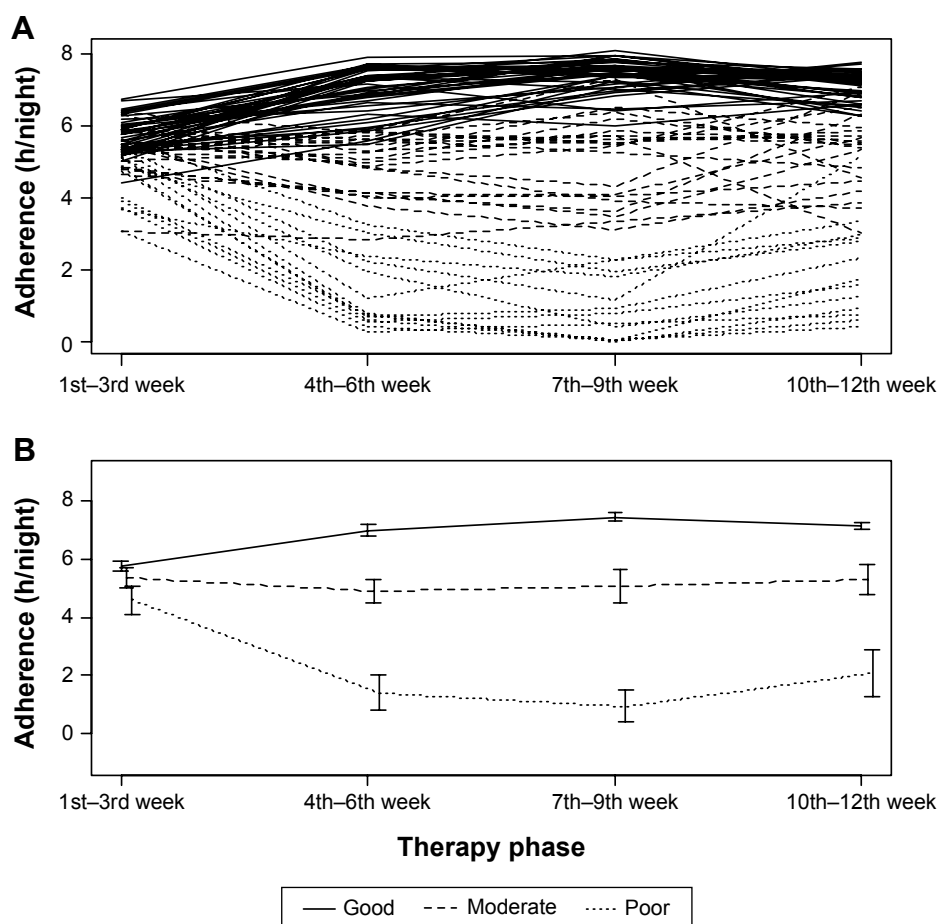 A
Adherence (h/night)
8
6
4
2
0
1st–3rd week 4th–6th week 7th–9th week 10th–12th week
B
Adherence (h/night)
8
6
4
2
0
1st–3rd week 4th–6th week 7th–9th week 10th–12th week
Therapy phase
Good Moderate Poor